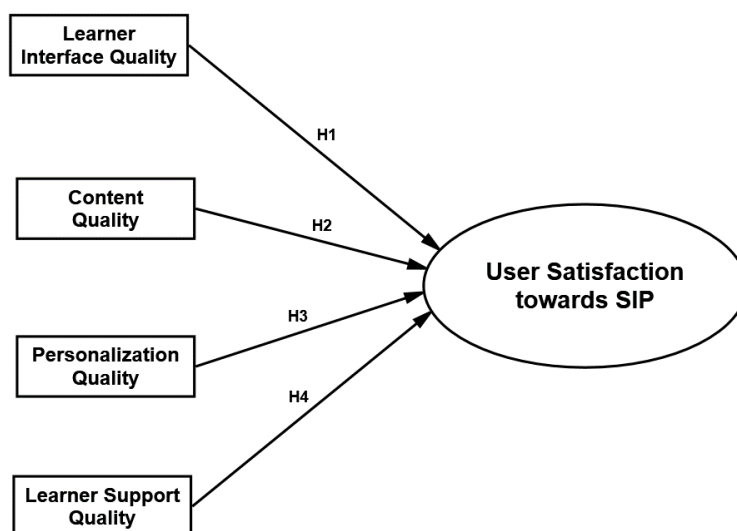 Learner
Interface Quality
H1
Content
Quality
H2
User Satisfaction
towards SIP
H3
Personalization
Quality
H4
Learner Support
Quality